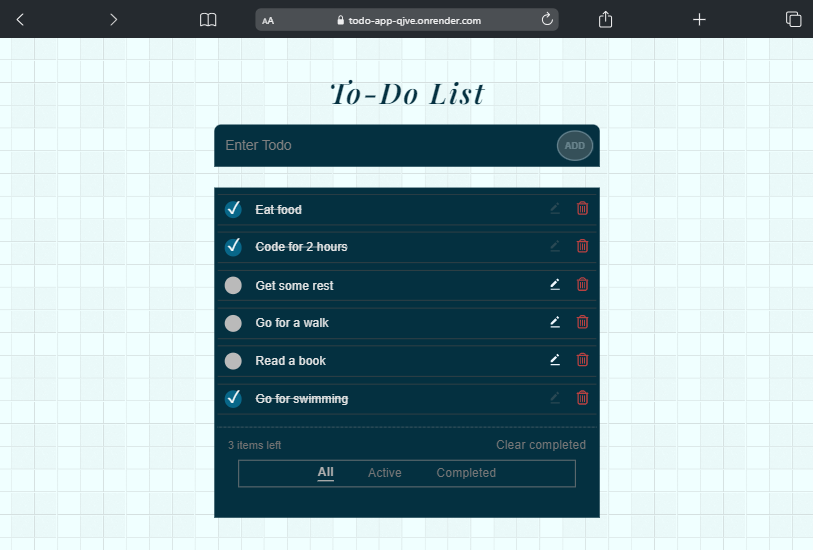 AA
todo-app-qjve.onrender.com
To-Do List
Enter Todo ADD
Eat food
Code for 2 hours
Get some rest
Go for a walk
Read a book
Go for swimming
3 items left Clear completed
All Active Completed